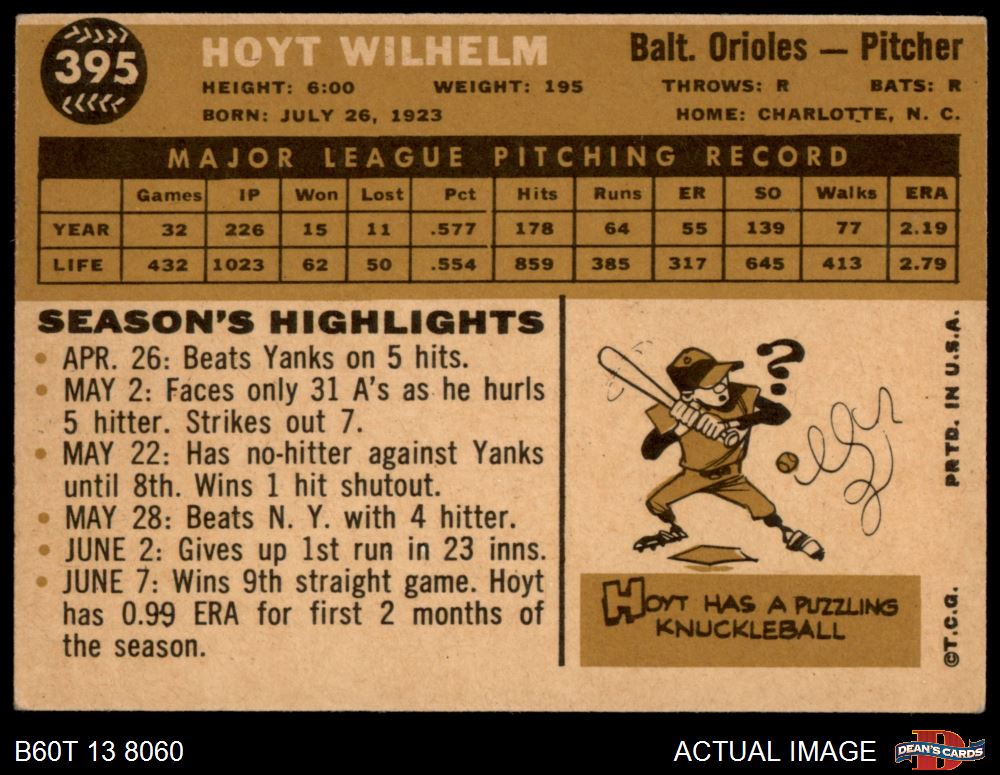 395
HOYT WILHELM
Balt. Orioles — Pitcher
HEIGHT: 6:00 WEIGHT: 195 THROWS: R BATS: R
BORN: JULY 26, 1923 HOME: CHARLOTTE, N. C.
MAJOR LEAGUE PITCHING RECORD
Games IP Won Lost Pct Hits Runs ER SO Walks ERA
YEAR 32 226 15 11 .577 178 64 55 139 77 2.19
LIFE 432 1023 62 50 .554 859 385 317 645 413 2.79
SEASON'S HIGHLIGHTS
• APR. 26: Beats Yanks on 5 hits.
• MAY 2: Faces only 31 A's as he hurls
5 hitter. Strikes out 7.
• MAY 22: Has no-hitter against Yanks
until 8th. Wins 1 hit shutout.
• MAY 28: Beats N. Y. with 4 hitter.
• JUNE 2: Gives up 1st run in 23 inns.
• JUNE 7: Wins 9th straight game. Hoyt
has 0.99 ERA for first 2 months of
the season.
?
HOYT HAS A PUZZLING
KNUCKLEBALL
©T.C.G. PRTD. IN U.S.A.
B60T 13 8060
ACTUAL IMAGE
D
DEAN'S CARDS